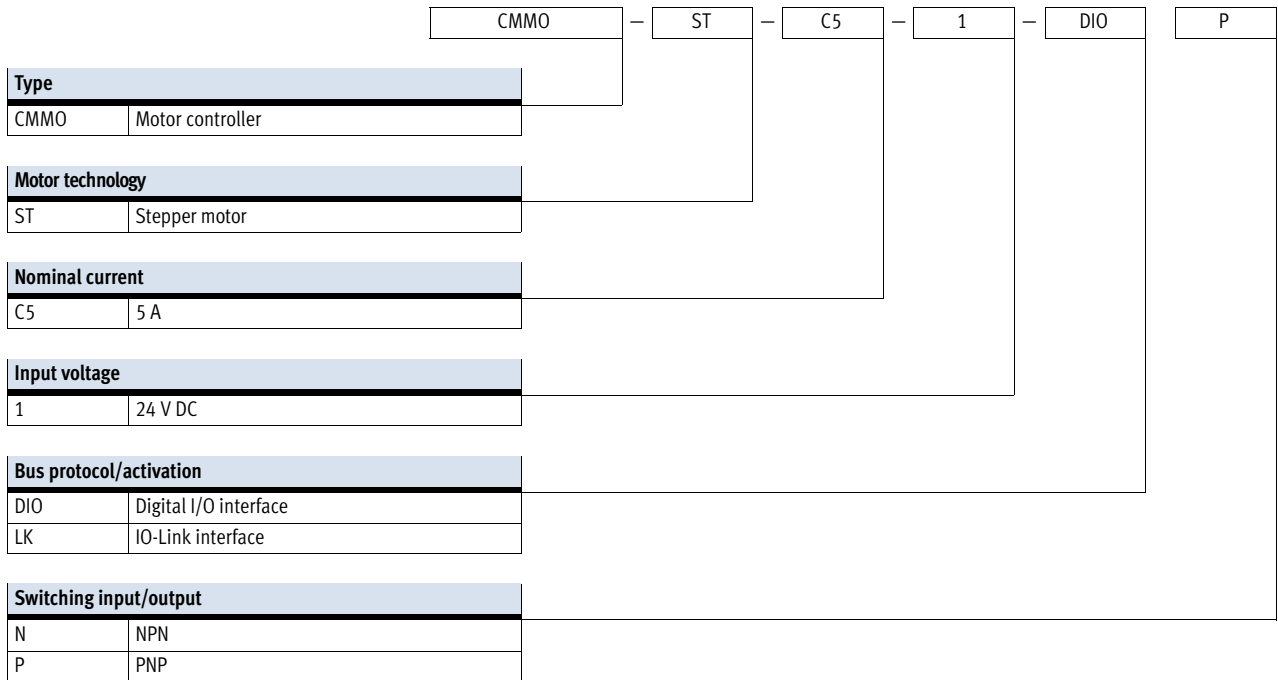 CMMO – ST – C5 – 1 – DIO P
Type
CMMO Motor controller
Motor technology
ST Stepper motor
Nominal current
C5 5 A
Input voltage
1 24 V DC
Bus protocol/activation
DIO Digital I/O interface
LK IO-Link interface
Switching input/output
N NPN
P PNP